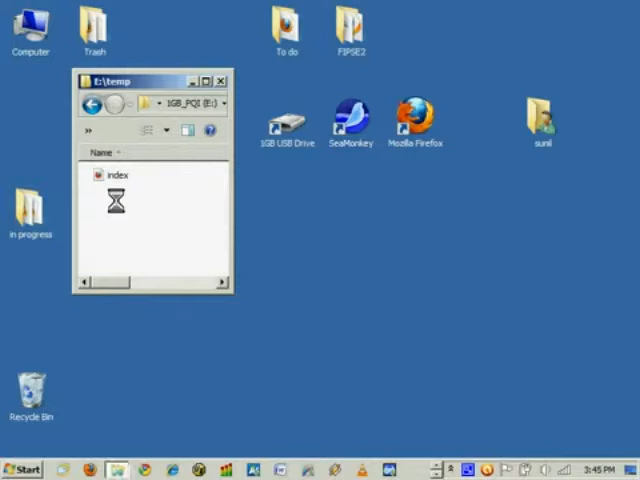 Computer
Trash
To do
FIPSE2
E:\temp
1GB_PQI (E:)
»
Name
index
1GB USB Drive
SeaMonkey
Mozilla Firefox
sunil
in progress
Recycle Bin
Start
3:45 PM